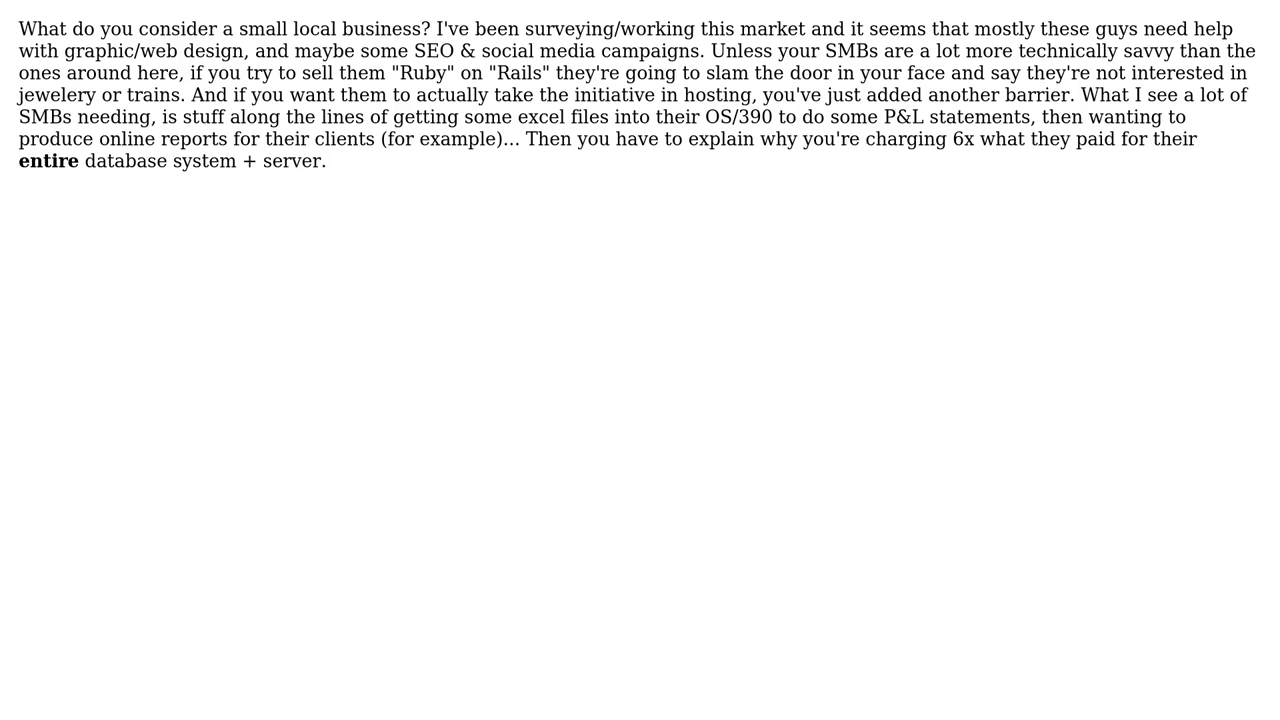 What do you consider a small local business? I've been surveying/working this market and it seems that mostly these guys need help
with graphic/web design, and maybe some SEO & social media campaigns. Unless your SMBs are a lot more technically savvy than the
ones around here, if you try to sell them "Ruby" on "Rails" they're going to slam the door in your face and say they're not interested in
jewelery or trains. And if you want them to actually take the initiative in hosting, you've just added another barrier. What I see a lot of
SMBs needing, is stuff along the lines of getting some excel files into their OS/390 to do some P&L statements, then wanting to
produce online reports for their clients (for example)... Then you have to explain why you're charging 6x what they paid for their
entire database system + server.